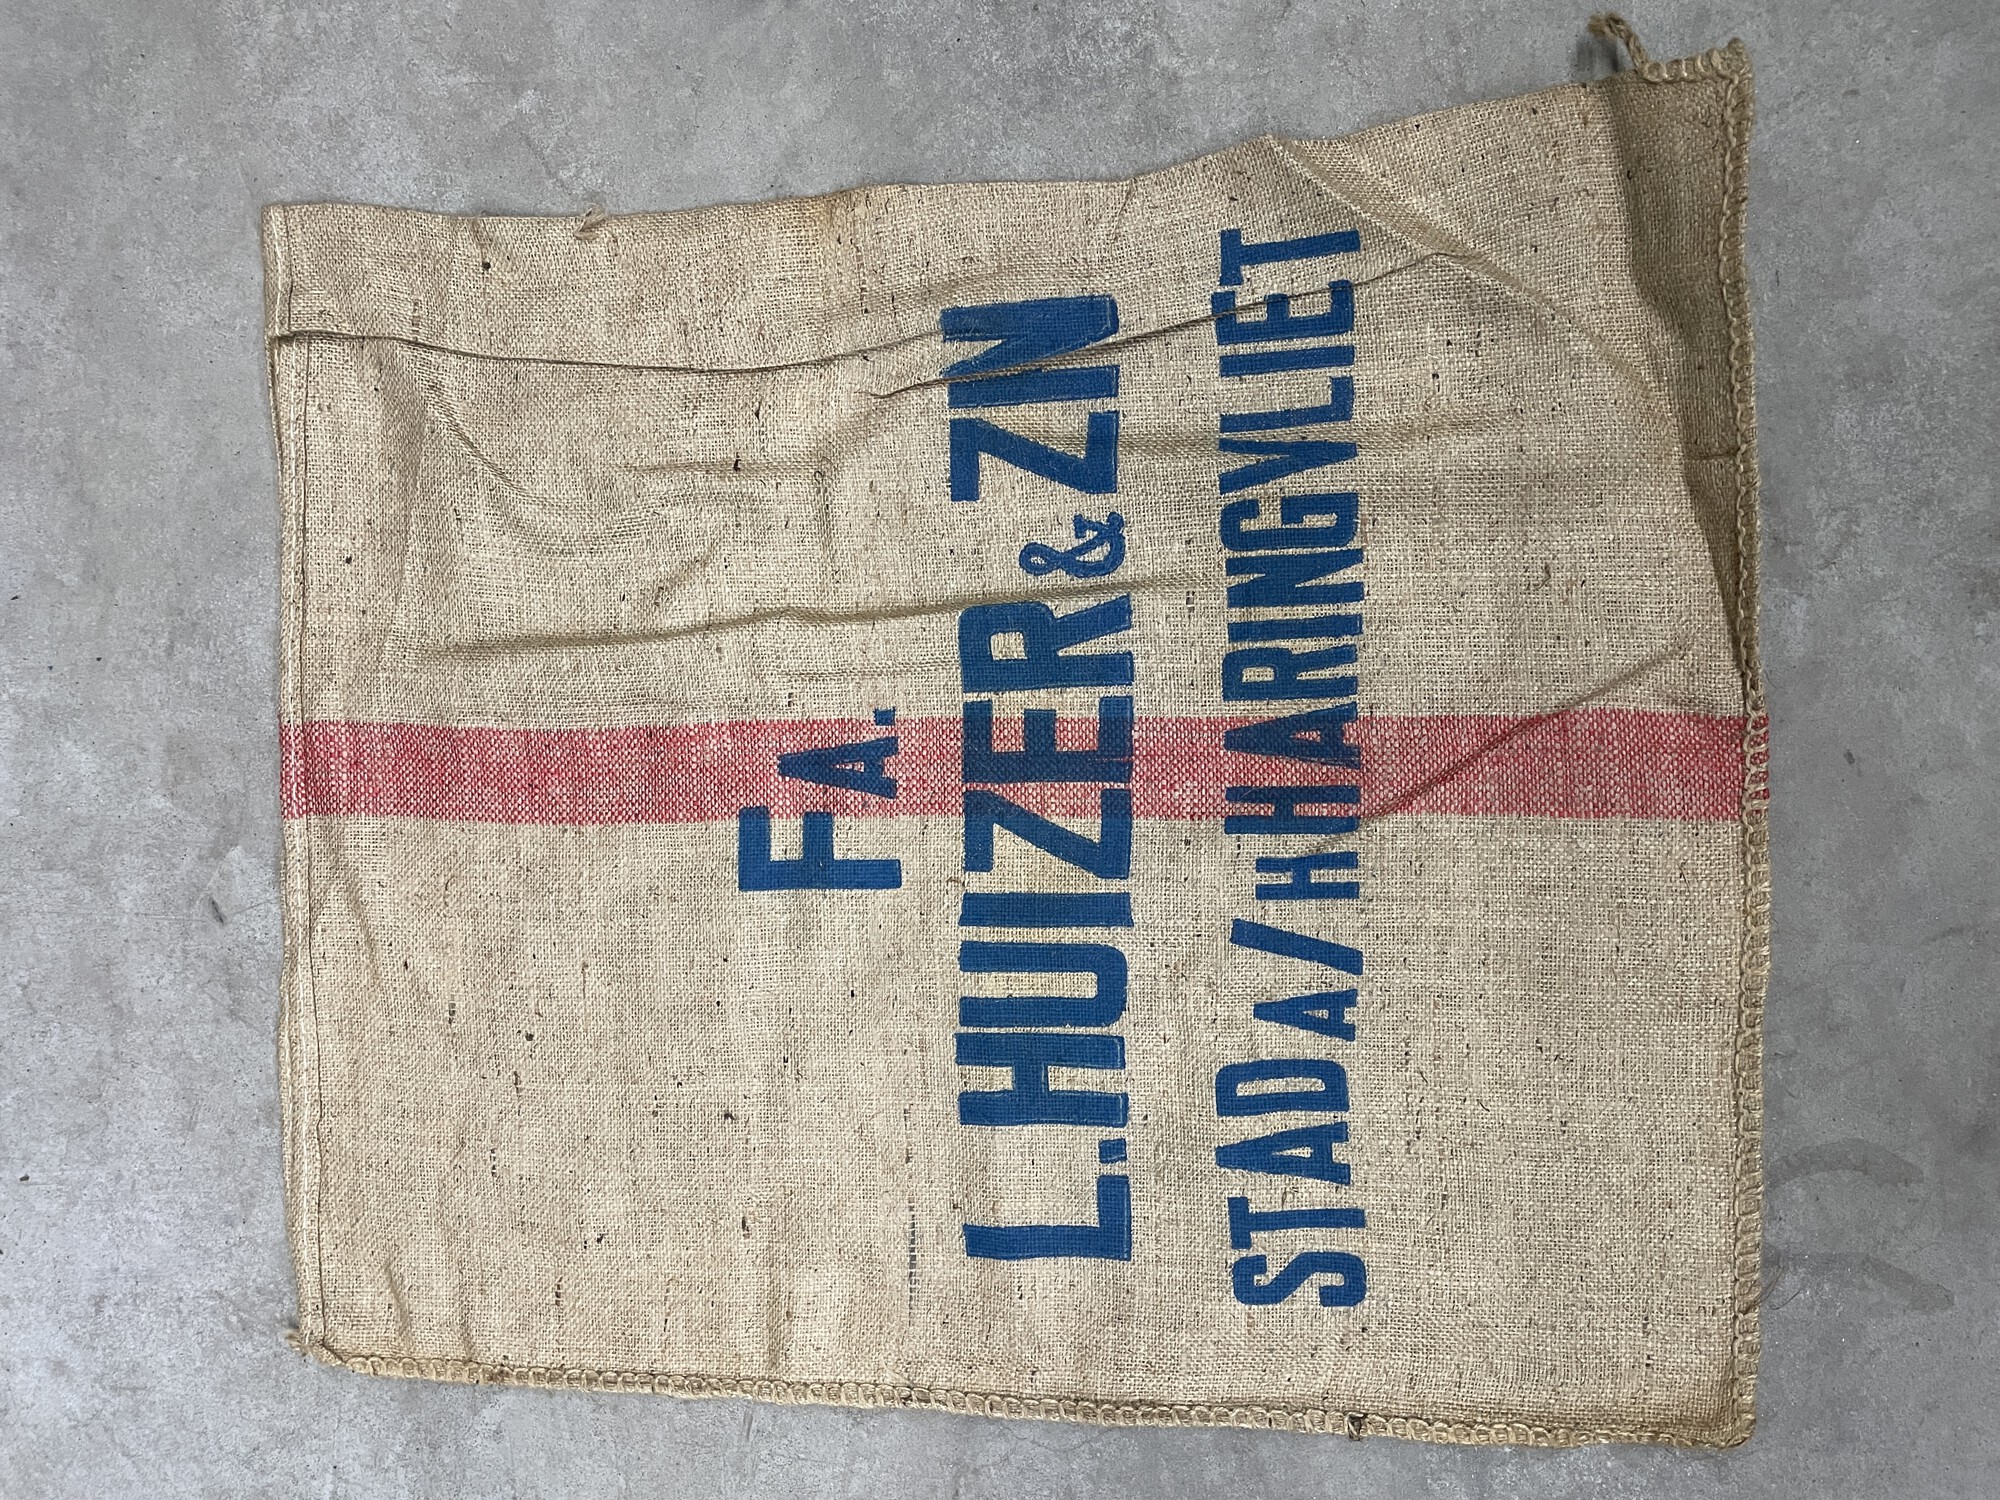 FA.
L. HUIZER & ZN
STAD A/H HARINGVLIET